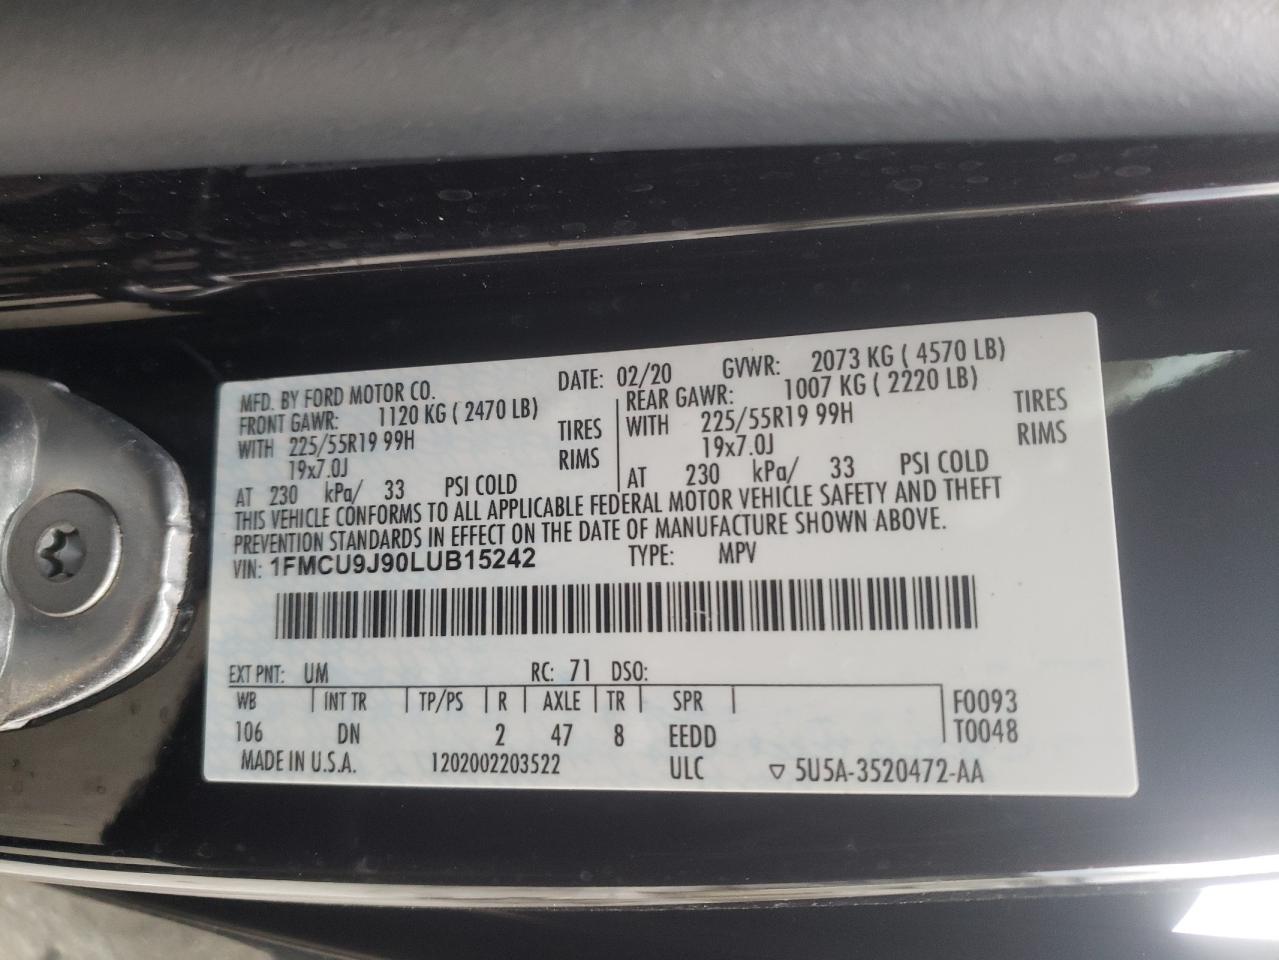 MFD. BY FORD MOTOR CO. DATE: 02/20 GVWR: 2073 KG ( 4570 LB)
FRONT GAWR: 1120 KG ( 2470 LB) REAR GAWR: 1007 KG ( 2220 LB)
WITH 225/55R19 99H TIRES WITH 225/55R19 99H TIRES
19x7.0J RIMS 19x7.0J RIMS
AT 230 kPa/ 33 PSI COLD AT 230 kPa/ 33 PSI COLD
THIS VEHICLE CONFORMS TO ALL APPLICABLE FEDERAL MOTOR VEHICLE SAFETY AND THEFT
PREVENTION STANDARDS IN EFFECT ON THE DATE OF MANUFACTURE SHOWN ABOVE.
VIN: 1FMCU9J90LUB15242 TYPE: MPV
EXT PNT: UM RC: 71 DSO:
WB INT TR TP/PS R AXLE TR SPR F0093
106 DN 2 47 8 EEDD T0048
MADE IN U.S.A. 1202002203522 ULC ▽ 5U5A-3520472-AA